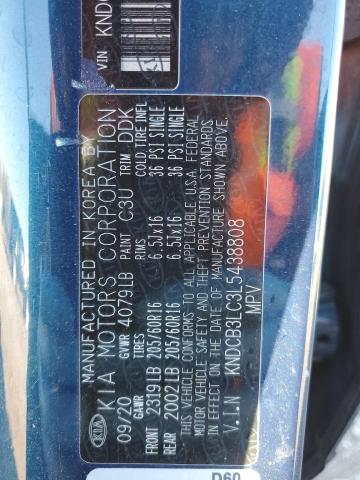 VIN KND
MANUFACTURED IN KOREA BY
KIA KIA MOTORS CORPORATION
09/20 GVWR 4079LB PAINT C3U TRIM DDK
GAWR TIRES RIMS COLD TIRE INFL
FRONT 2319LB 205/60R16 6.5Jx16 36 PSI SINGLE
REAR 2002LB 205/60R16 6.5Jx16 36 PSI SINGLE
THIS VEHICLE CONFORMS TO ALL APPLICABLE U.S.A. FEDERAL
MOTOR VEHICLE SAFETY AND THEFT PREVENTION STANDARDS
IN EFFECT ON THE DATE OF MANUFACTURE SHOWN ABOVE.
V.I.N KNDCB3LC3L5438808
MPV
D60